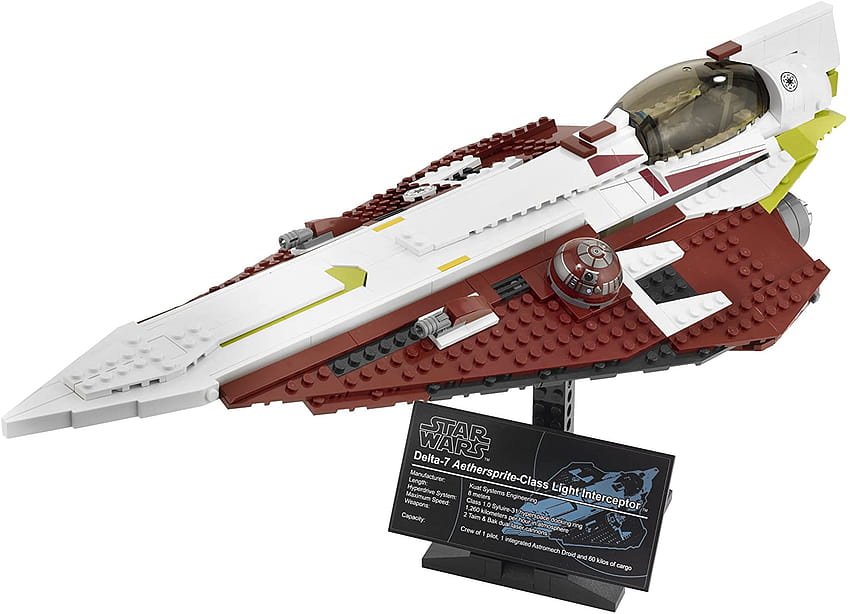 STAR
WARS™
Delta-7 Aethersprite-Class Light Interceptor™
Manufacturer: Kuat Systems Engineering
Length: 8 meters
Hyperdrive System: Class 1.0 Syluire-31 hyperspace docking ring
Maximum Speed: 1,260 kilometers per hour in atmosphere
Weapons: 2 Taim & Bak dual laser cannons
Capacity: Crew of 1 pilot, 1 integrated Astromech Droid and 60 kilos of cargo